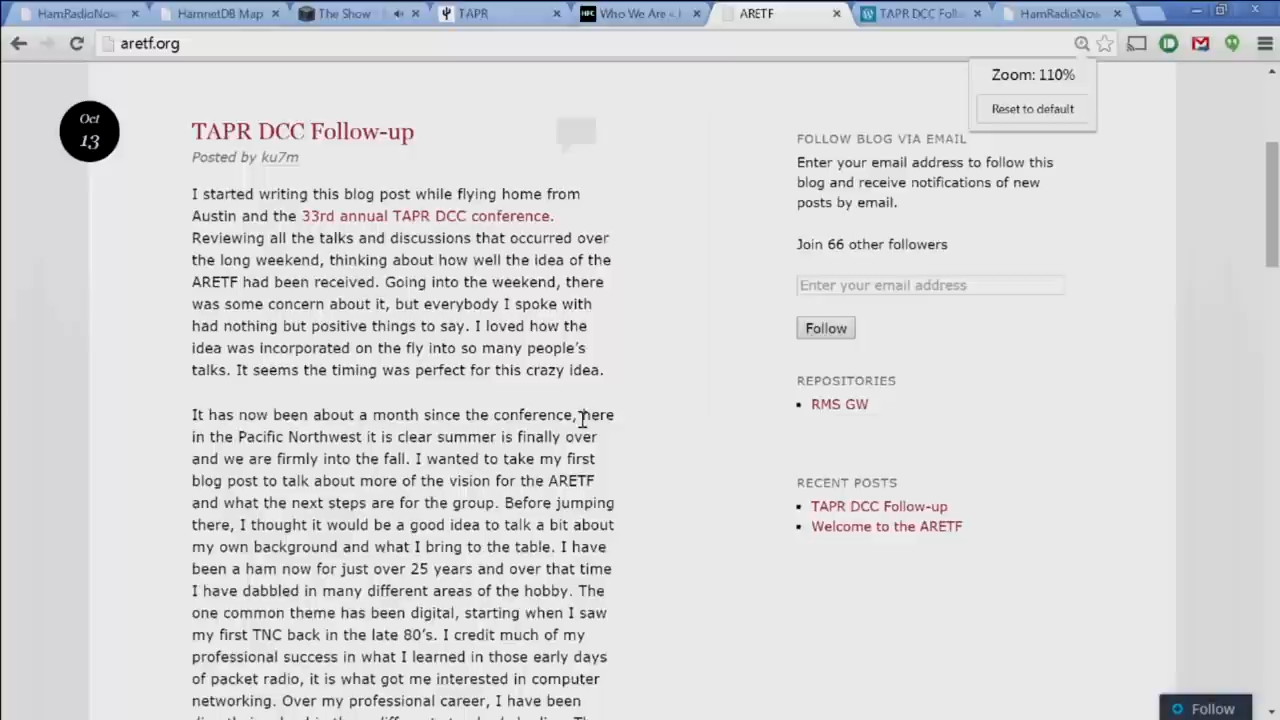 HamRadioNow
HamnetDB Map
The Show
TAPR
Who We Are
ARETF
TAPR DCC Foll
HamRadioNow
aretf.org
Zoom: 110%
Reset to default
Oct
13
TAPR DCC Follow-up
Posted by ku7m
I started writing this blog post while flying home from
Austin and the 33rd annual TAPR DCC conference.
Reviewing all the talks and discussions that occurred over
the long weekend, thinking about how well the idea of the
ARETF had been received. Going into the weekend, there
was some concern about it, but everybody I spoke with
had nothing but positive things to say. I loved how the
idea was incorporated on the fly into so many people's
talks. It seems the timing was perfect for this crazy idea.
It has now been about a month since the conference, here
in the Pacific Northwest it is clear summer is finally over
and we are firmly into the fall. I wanted to take my first
blog post to talk about more of the vision for the ARETF
and what the next steps are for the group. Before jumping
there, I thought it would be a good idea to talk a bit about
my own background and what I bring to the table. I have
been a ham now for just over 25 years and over that time
I have dabbled in many different areas of the hobby. The
one common theme has been digital, starting when I saw
my first TNC back in the late 80's. I credit much of my
professional success in what I learned in those early days
of packet radio, it is what got me interested in computer
networking. Over my professional career, I have been
FOLLOW BLOG VIA EMAIL
Enter your email address to follow this
blog and receive notifications of new
posts by email.
Join 66 other followers
Enter your email address
Follow
REPOSITORIES
RMS GW
RECENT POSTS
TAPR DCC Follow-up
Welcome to the ARETF
Follow